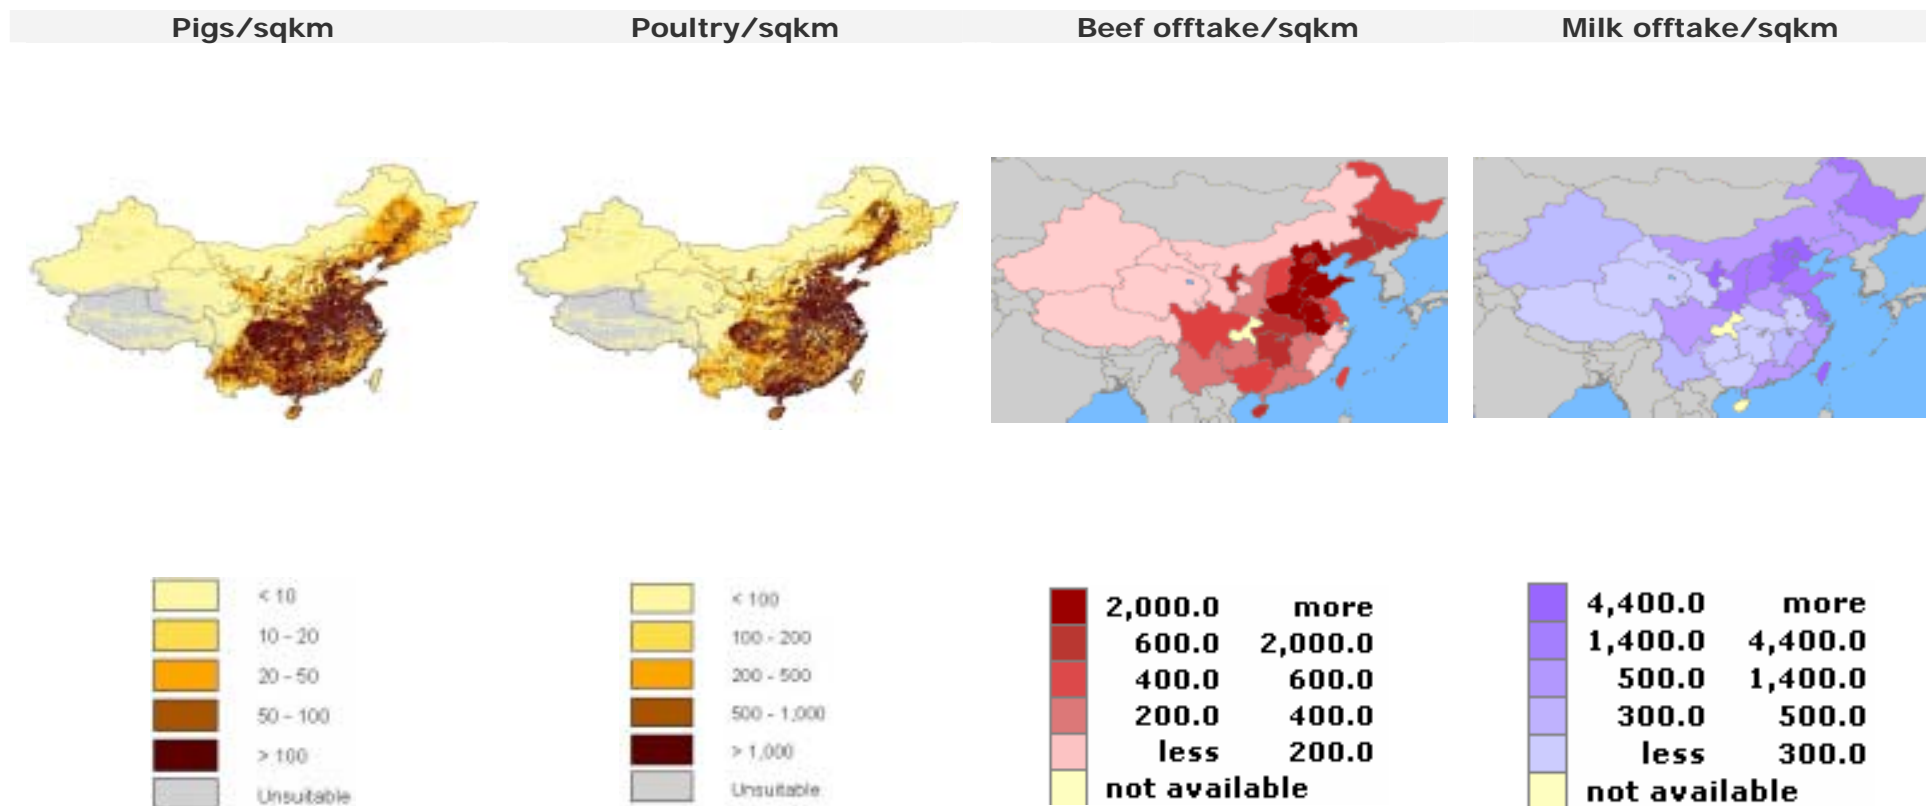 Pigs/sqkm
Poultry/sqkm
Beef offtake/sqkm
Milk offtake/sqkm
< 10
10 - 20
20 - 50
50 - 100
> 100
Unsuitable
< 100
100 - 200
200 - 500
500 - 1,000
> 1,000
Unsuitable
2,000.0 more
600.0 2,000.0
400.0 600.0
200.0 400.0
less 200.0
not available
4,400.0 more
1,400.0 4,400.0
500.0 1,400.0
300.0 500.0
less 300.0
not available